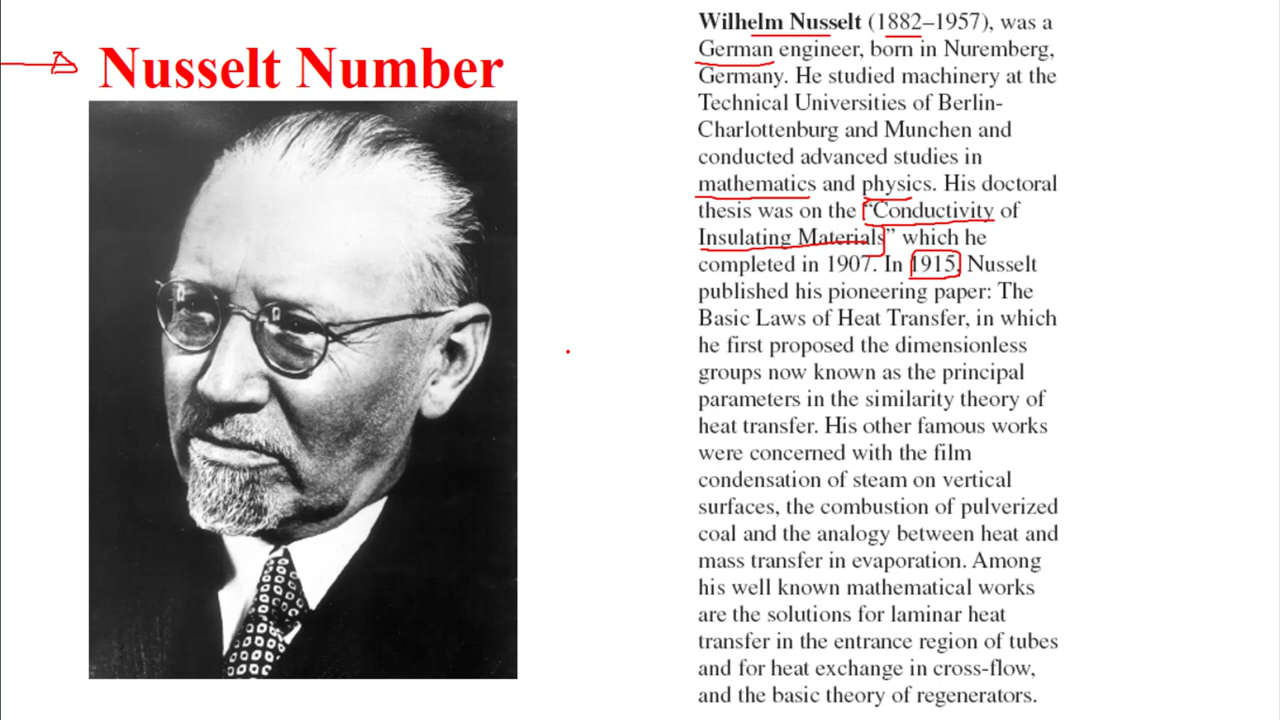 Nusselt Number
Wilhelm Nusselt (1882–1957), was a
German engineer, born in Nuremberg,
Germany. He studied machinery at the
Technical Universities of Berlin-
Charlottenburg and Munchen and
conducted advanced studies in
mathematics and physics. His doctoral
thesis was on the “Conductivity of
Insulating Materials” which he
completed in 1907. In 1915, Nusselt
published his pioneering paper: The
Basic Laws of Heat Transfer, in which
he first proposed the dimensionless
groups now known as the principal
parameters in the similarity theory of
heat transfer. His other famous works
were concerned with the film
condensation of steam on vertical
surfaces, the combustion of pulverized
coal and the analogy between heat and
mass transfer in evaporation. Among
his well known mathematical works
are the solutions for laminar heat
transfer in the entrance region of tubes
and for heat exchange in cross-flow,
and the basic theory of regenerators.